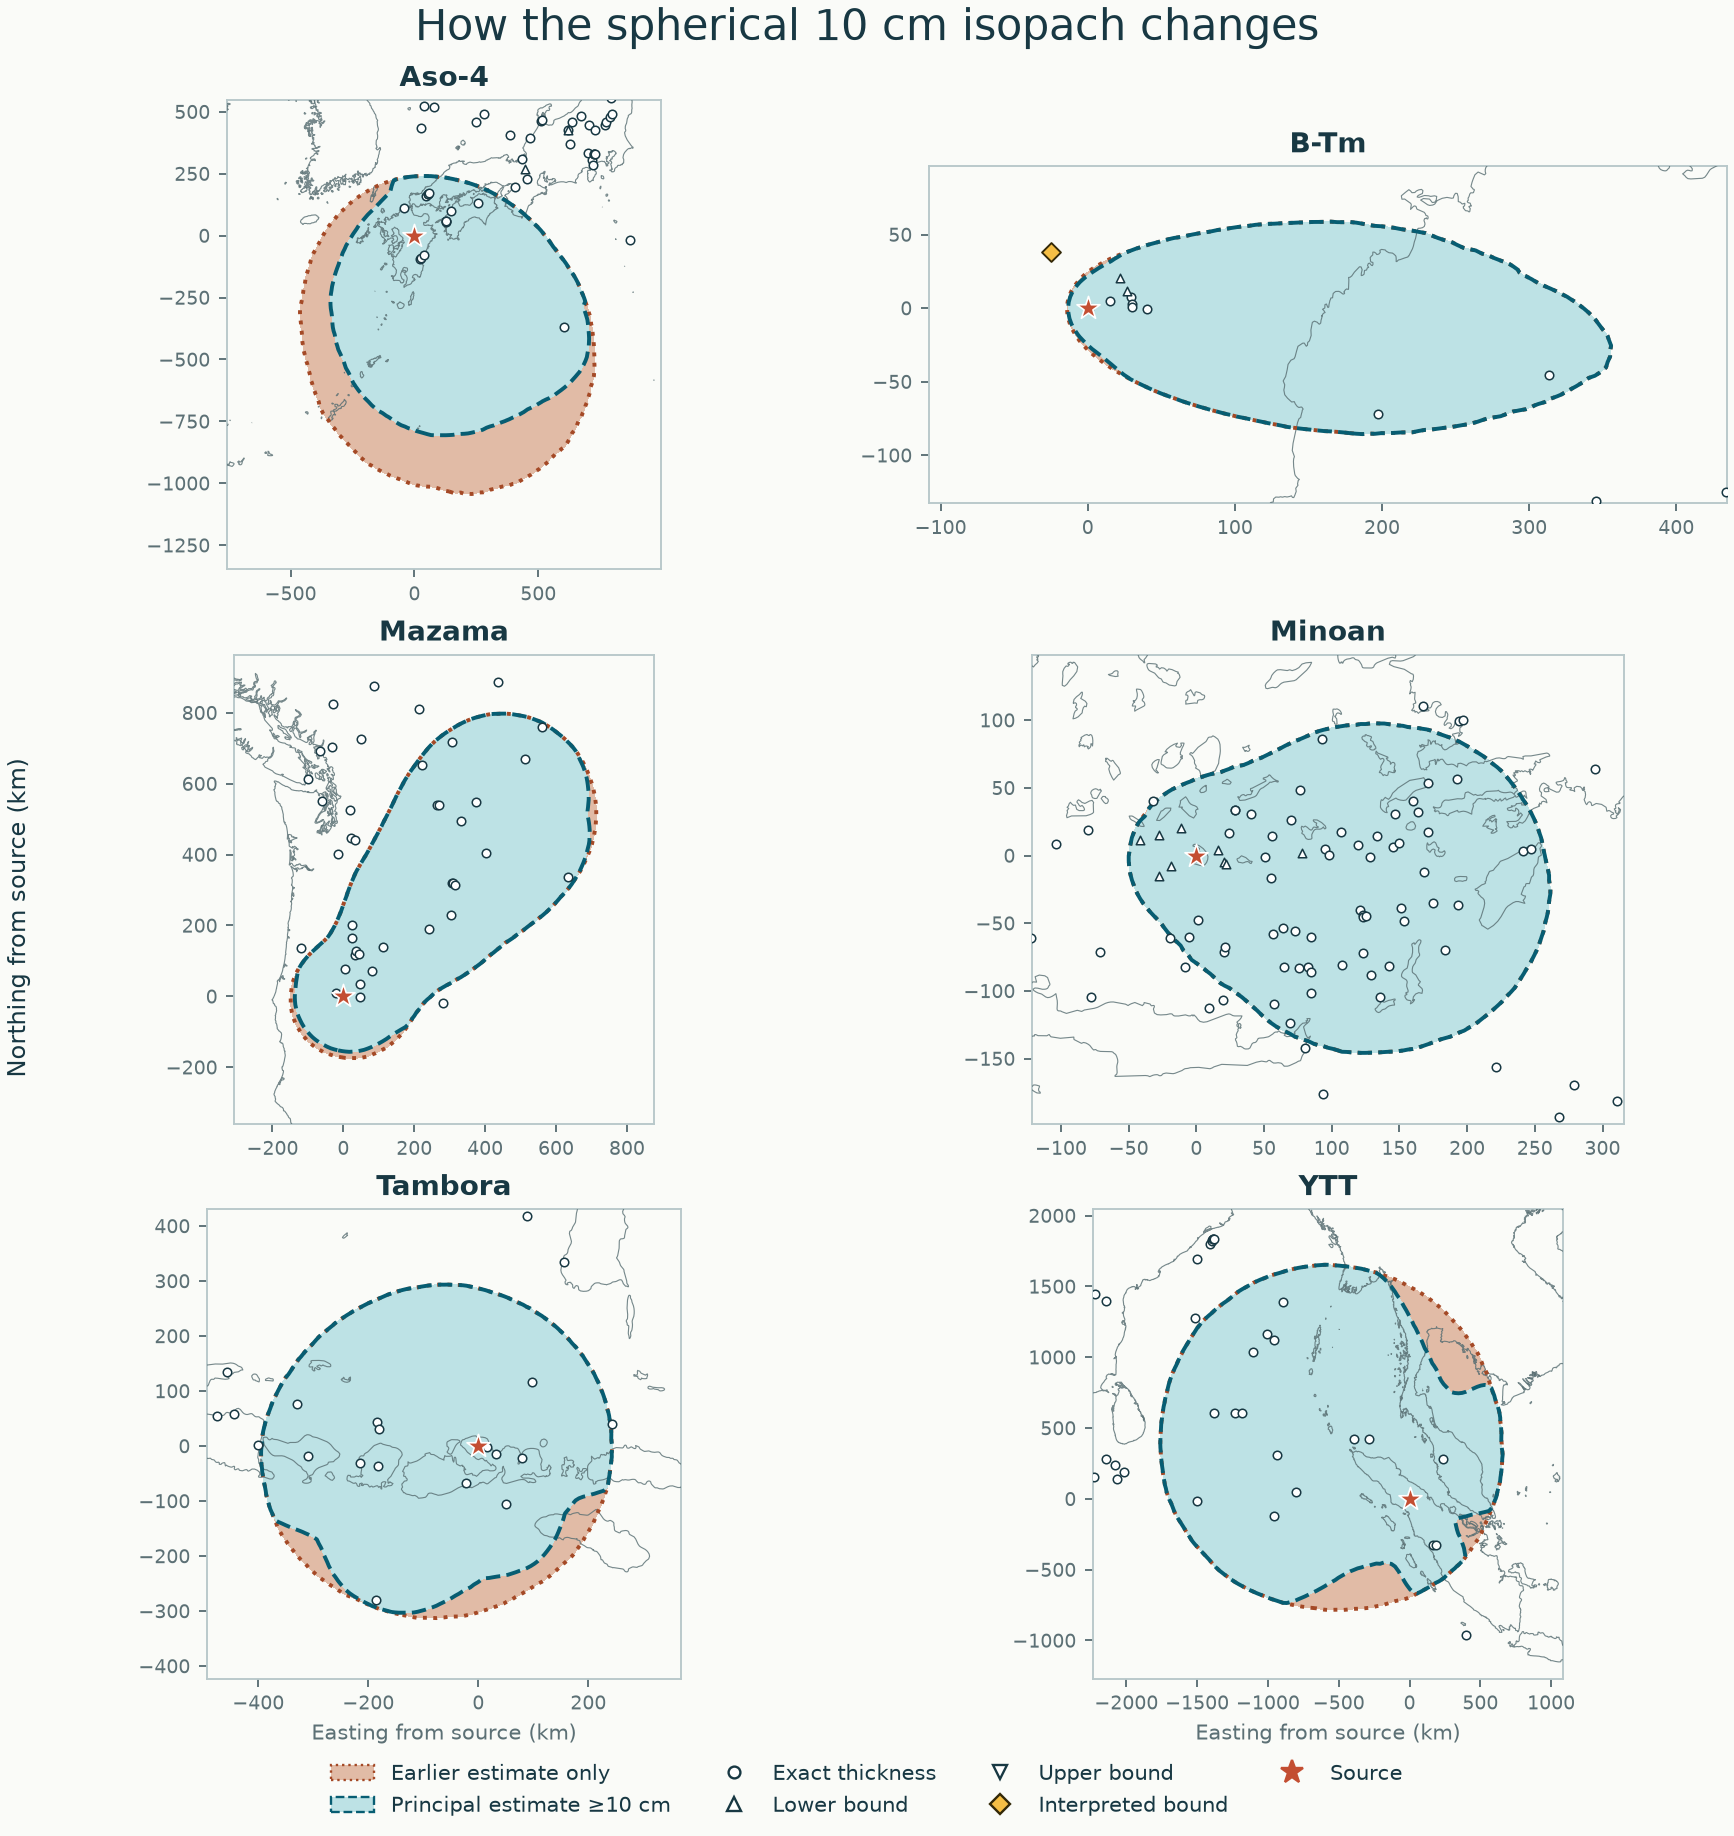 How the spherical 10 cm isopach changes
Aso-4
500
250
0
−250
−500
−750
−1000
−1250
−500 0 500
B-Tm
50
0
−50
−100
−100 0 100 200 300 400
Northing from source (km)
Mazama
800
600
400
200
0
−200
−200 0 200 400 600 800
Minoan
100
50
0
−50
−100
−150
−100 −50 0 50 100 150 200 250 300
Tambora
400
300
200
100
0
−100
−200
−300
−400
−400 −200 0 200
Easting from source (km)
YTT
2000
1500
1000
500
0
−500
−1000
−2000 −1500 −1000 −500 0 500 1000
Easting from source (km)
Earlier estimate only
Principal estimate ≥10 cm
Exact thickness
Lower bound
Upper bound
Interpreted bound
Source